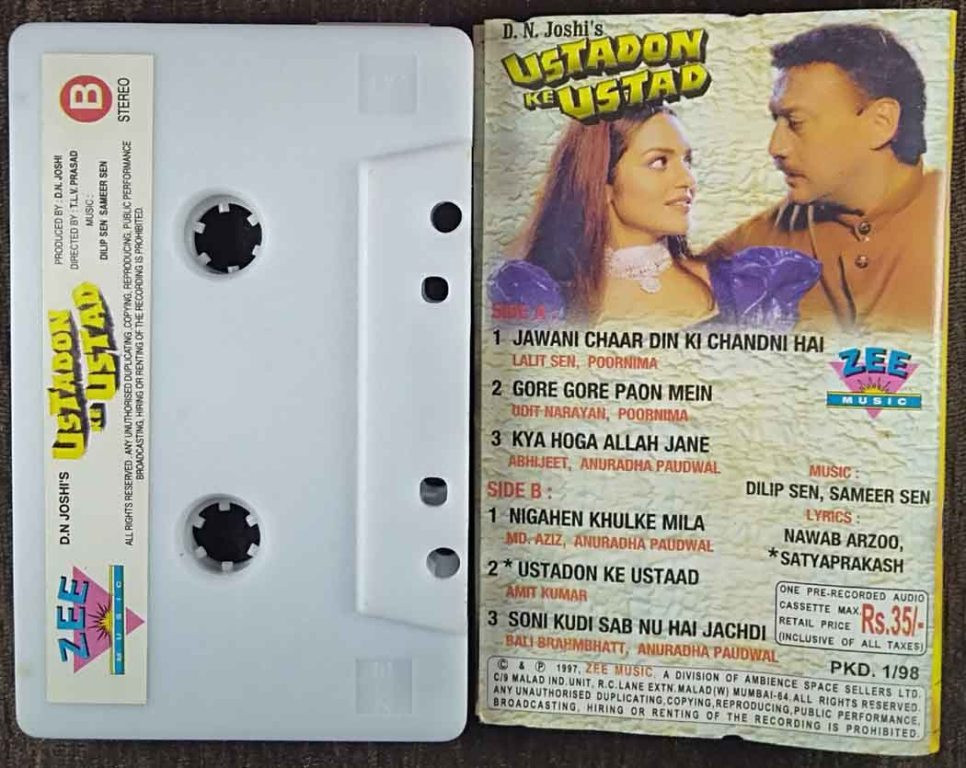 B
STEREO
PRODUCED BY : D.N. JOSHI
DIRECTED BY : T.L.V. PRASAD
MUSIC :
DILIP SEN SAMEER SEN
D.N JOSHI'S
USTADON
KE USTAD
ALL RIGHTS RESERVED. ANY UNAUTHORISED DUPLICATING, COPYING, REPRODUCING, PUBLIC PERFORMANCE
BROADCASTING, HIRING OR RENTING OF THE RECORDING IS PROHIBITED.
ZEE
MUSIC
D. N. Joshi's
USTADON
KE USTAD
SIDE A :
1 JAWANI CHAAR DIN KI CHANDNI HAI
LALIT SEN, POORNIMA
2 GORE GORE PAON MEIN
UDIT NARAYAN, POORNIMA
3 KYA HOGA ALLAH JANE
ABHIJEET, ANURADHA PAUDWAL
SIDE B :
1 NIGAHEN KHULKE MILA
MD. AZIZ, ANURADHA PAUDWAL
2 * USTADON KE USTAAD
AMIT KUMAR
3 SONI KUDI SAB NU HAI JACHDI
BALI BRAHMBHATT, ANURADHA PAUDWAL
ZEE
MUSIC
MUSIC :
DILIP SEN, SAMEER SEN
LYRICS :
NAWAB ARZOO,
*SATYAPRAKASH
ONE PRE-RECORDED AUDIO
CASSETTE MAX.
RETAIL PRICE Rs.35/-
(INCLUSIVE OF ALL TAXES)
PKD. 1/98
© & ℗ 1997, ZEE MUSIC, A DIVISION OF AMBIENCE SPACE SELLERS LTD.
C/9 MALAD IND.UNIT, R.C.LANE EXTN.MALAD(W) MUMBAI-64.ALL RIGHTS RESERVED.
ANY UNAUTHORISED DUPLICATING,COPYING,REPRODUCING,PUBLIC PERFORMANCE,
BROADCASTING, HIRING OR RENTING OF THE RECORDING IS PROHIBITED.